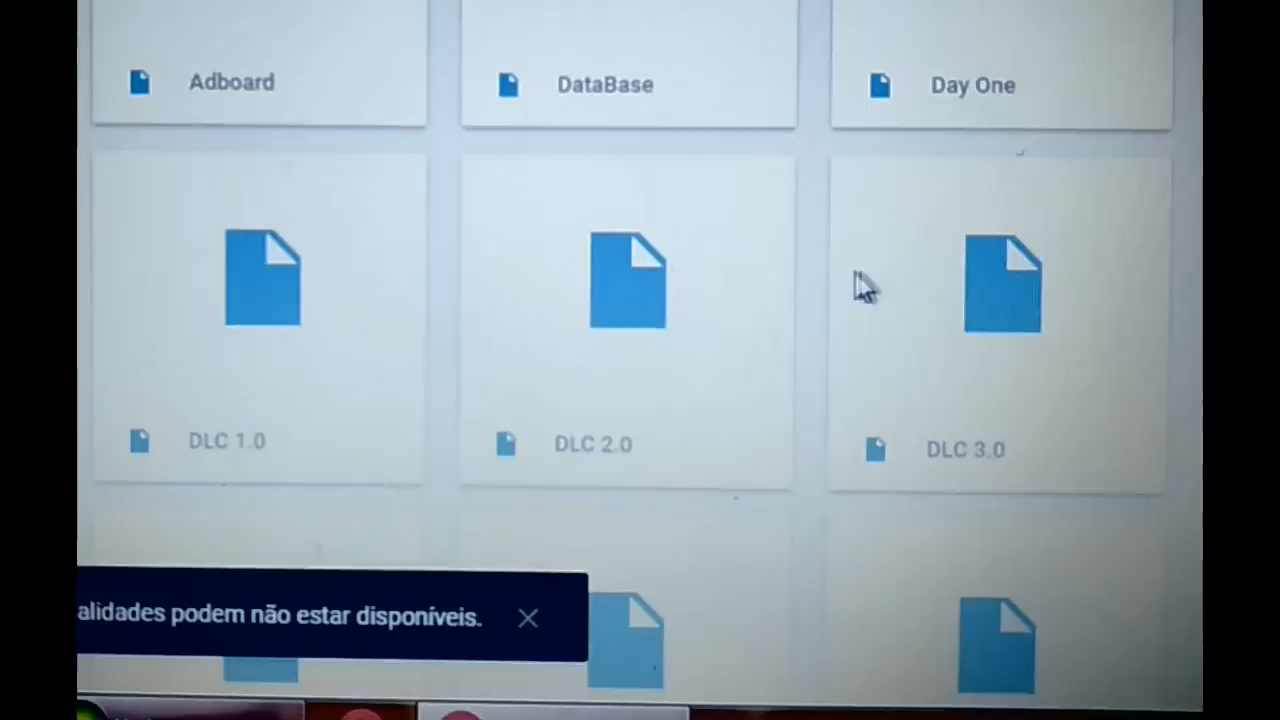 Adboard
DataBase
Day One
DLC 1.0
DLC 2.0
DLC 3.0
alidades podem não estar disponíveis.